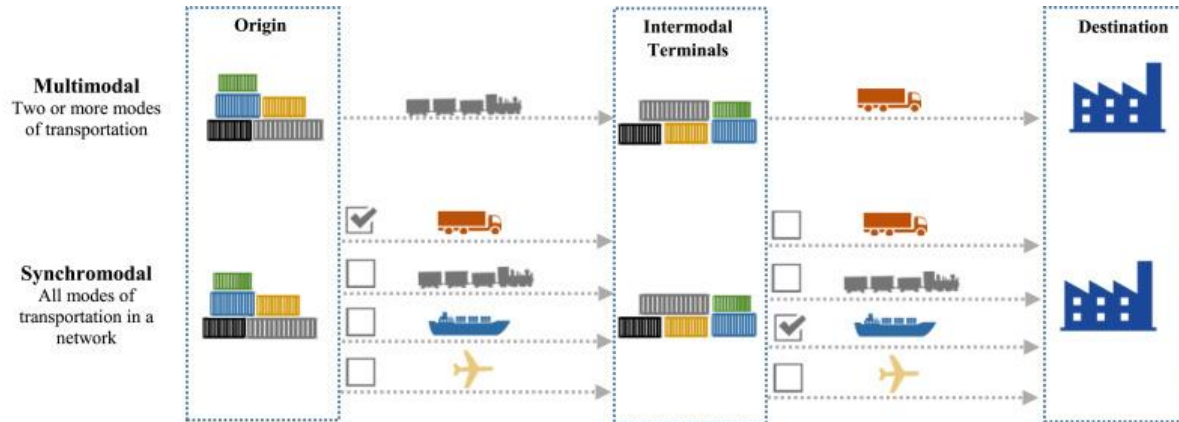 Origin
Intermodal
Terminals
Destination
Multimodal
Two or more modes
of transportation
Synchromodal
All modes of
transportation in a
network